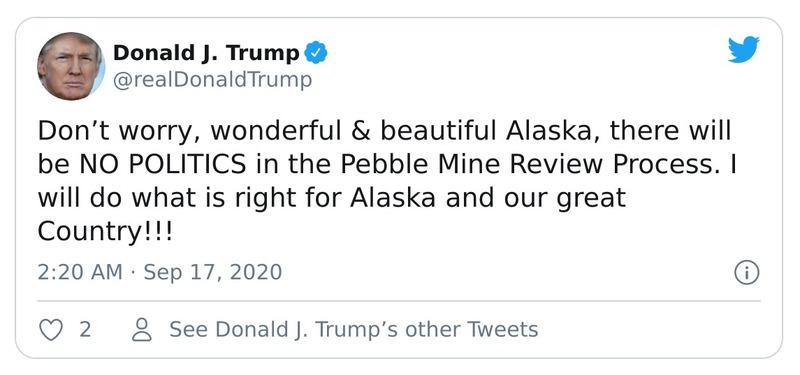 Donald J. Trump
@realDonaldTrump
Don’t worry, wonderful & beautiful Alaska, there will
be NO POLITICS in the Pebble Mine Review Process. I
will do what is right for Alaska and our great
Country!!!
2:20 AM · Sep 17, 2020
2
See Donald J. Trump’s other Tweets